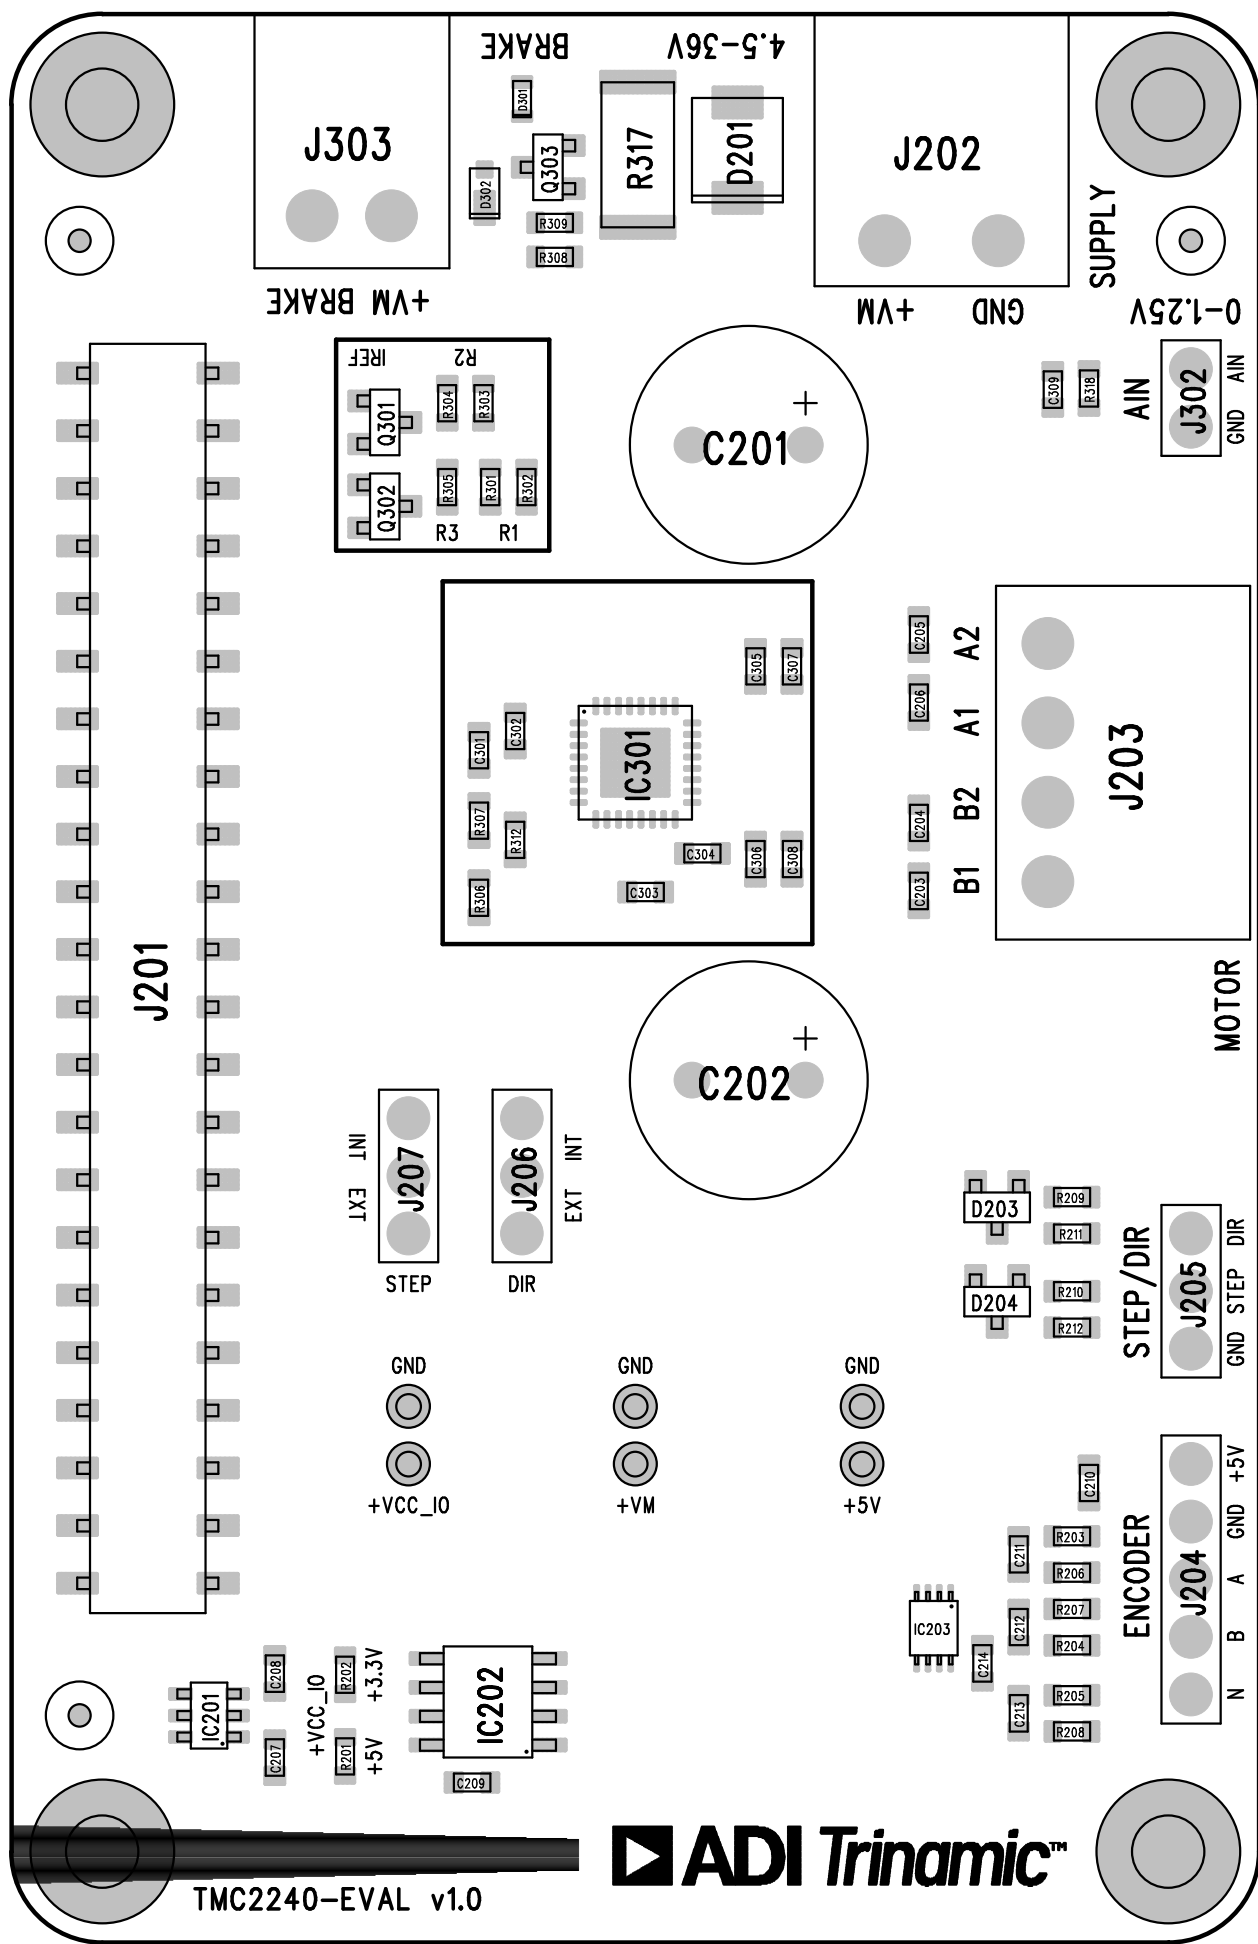 BRAKE
4.5-36V
D301
J303
Q303
R317
D201
J202
D302
R309
R308
SUPPLY
+VM BRAKE
+VM
GND
0-1.25V
IREF
R2
Q301
R304
R303
C201
C309
R318
AIN
J302
AIN
GND
Q302
R305
R301
R302
R3
R1
C205
A2
C305
C307
C206
A1
C301
C302
IC301
J203
R307
R312
C204
B2
C304
C306
C308
R306
C303
C203
B1
J201
MOTOR
C202
INT
EXT
J207
J206
INT
EXT
STEP
DIR
D203
R209
R211
D204
R210
R212
STEP/DIR
J205
DIR
STEP
GND
GND
GND
GND
+VCC_IO
+VM
+5V
C210
+5V
GND
A
B
N
ENCODER
J204
C211
R203
R206
IC203
C212
R207
R204
C214
C213
R205
R208
IC201
C208
C207
+VCC_IO
R202
R201
+3.3V
+5V
IC202
C209
ADI Trinamic™
TMC2240-EVAL v1.0